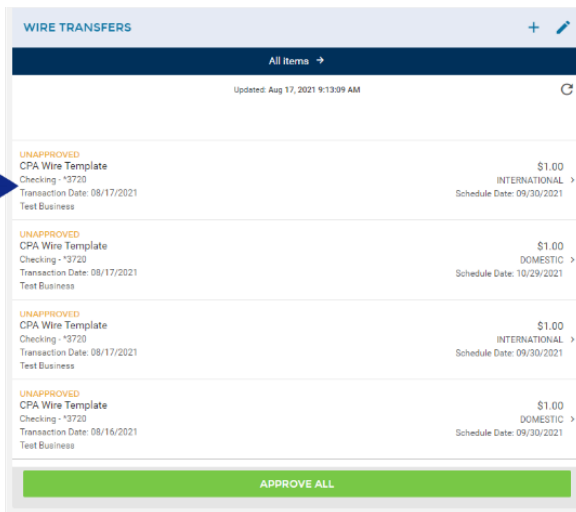 WIRE TRANSFERS
All items →
Updated: Aug 17, 2021 9:13:09 AM
UNAPPROVED
CPA Wire Template $1.00
Checking - *3720 INTERNATIONAL >
Transaction Date: 08/17/2021 Schedule Date: 09/30/2021
Test Business
UNAPPROVED
CPA Wire Template $1.00
Checking - *3720 DOMESTIC >
Transaction Date: 08/17/2021 Schedule Date: 10/29/2021
Test Business
UNAPPROVED
CPA Wire Template $1.00
Checking - *3720 INTERNATIONAL >
Transaction Date: 08/17/2021 Schedule Date: 09/30/2021
Test Business
UNAPPROVED
CPA Wire Template $1.00
Checking - *3720 DOMESTIC >
Transaction Date: 08/16/2021 Schedule Date: 09/30/2021
Test Business
APPROVE ALL